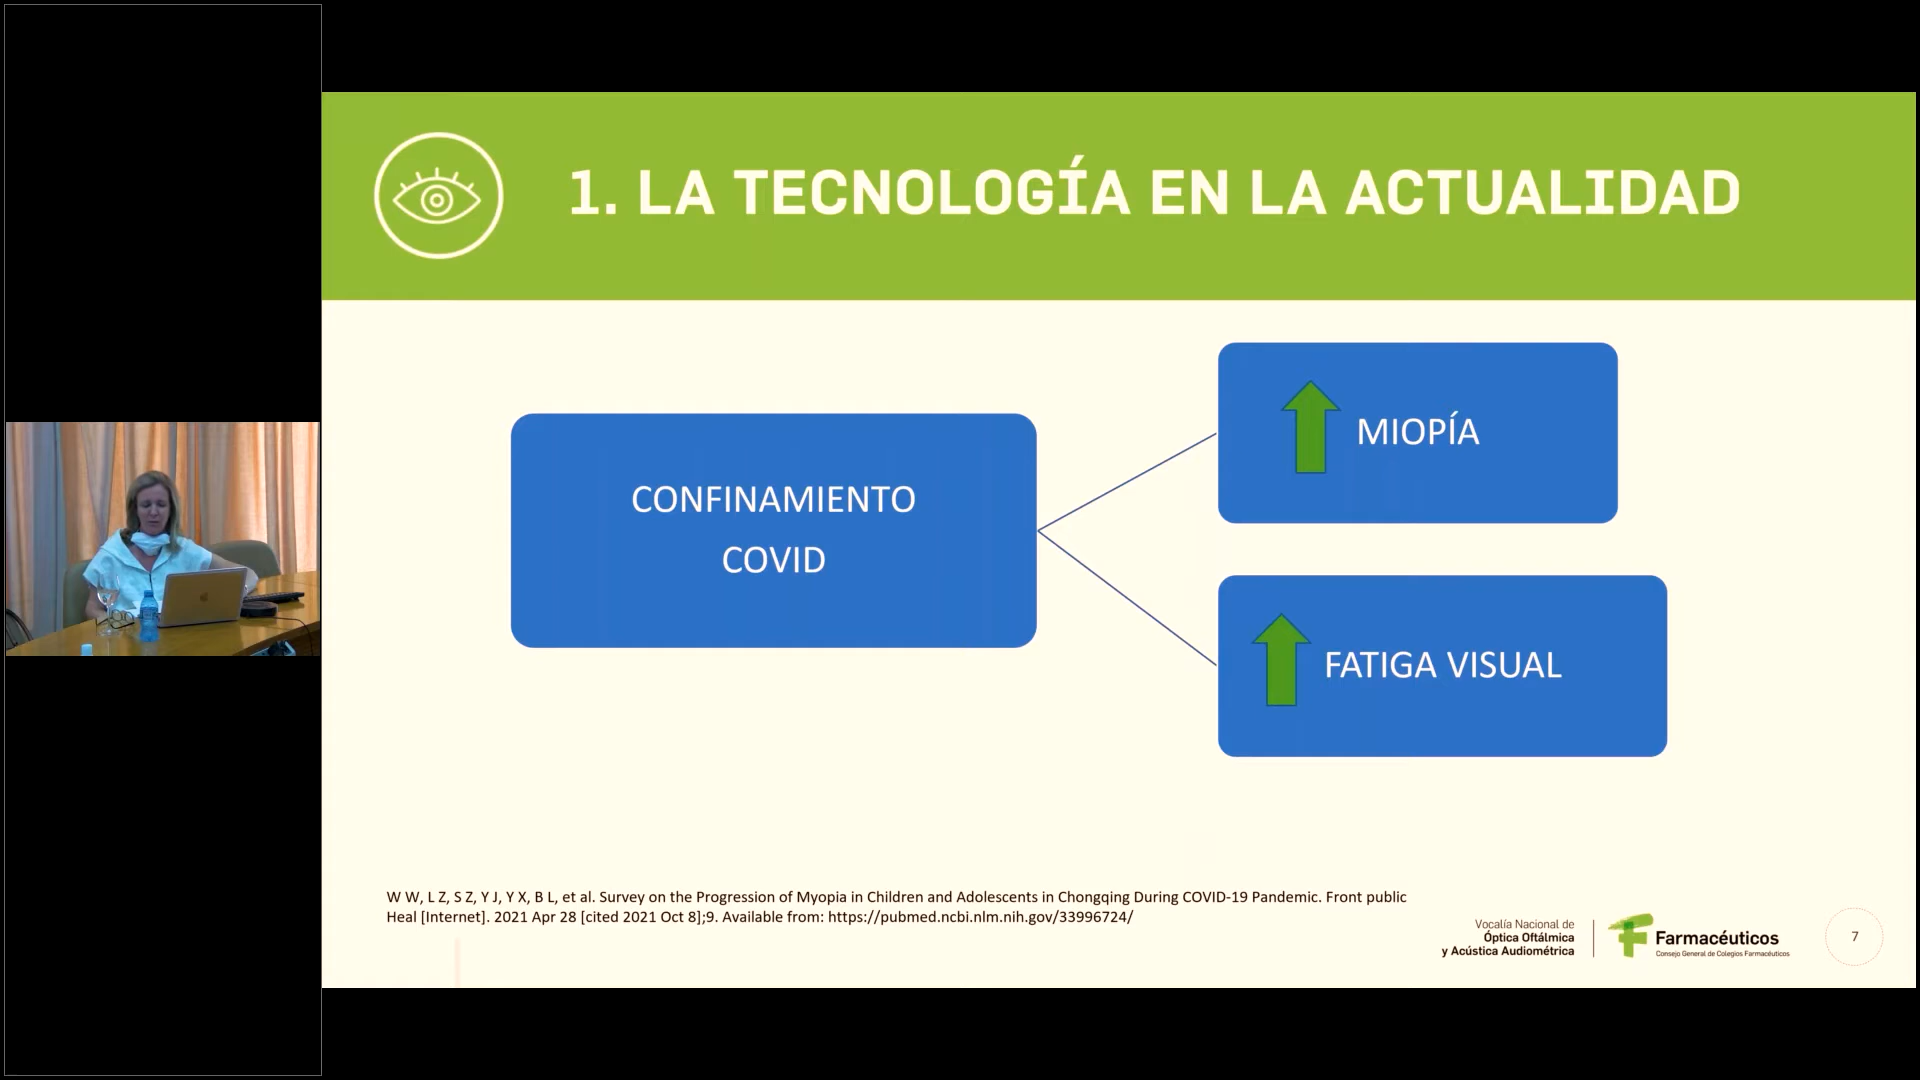 1. LA TECNOLOGÍA EN LA ACTUALIDAD
CONFINAMIENTO
COVID
MIOPÍA
FATIGA VISUAL
W W, L Z, S Z, Y J, Y X, B L, et al. Survey on the Progression of Myopia in Children and Adolescents in Chongqing During COVID-19 Pandemic. Front public
Heal [Internet]. 2021 Apr 28 [cited 2021 Oct 8];9. Available from: https://pubmed.ncbi.nlm.nih.gov/33996724/
Vocalía Nacional de
Óptica Oftálmica
y Acústica Audiométrica
Farmacéuticos
Consejo General de Colegios Farmacéuticos
7